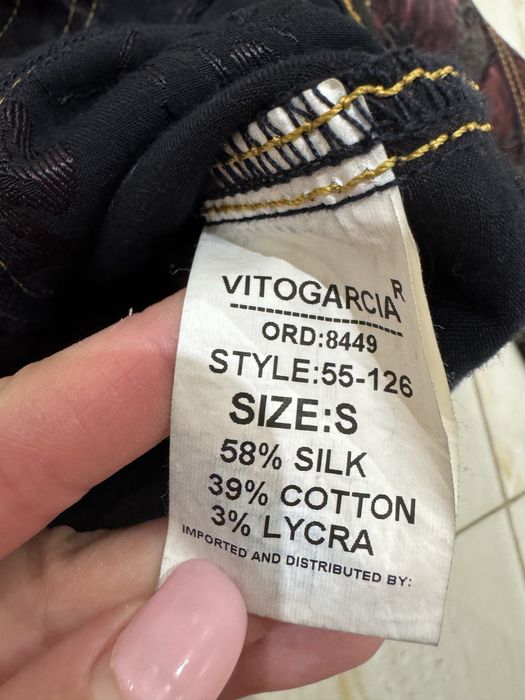 VITOGARCIA R
ORD:8449
STYLE:55-126
SIZE:S
58% SILK
39% COTTON
3% LYCRA
IMPORTED AND DISTRIBUTED BY: